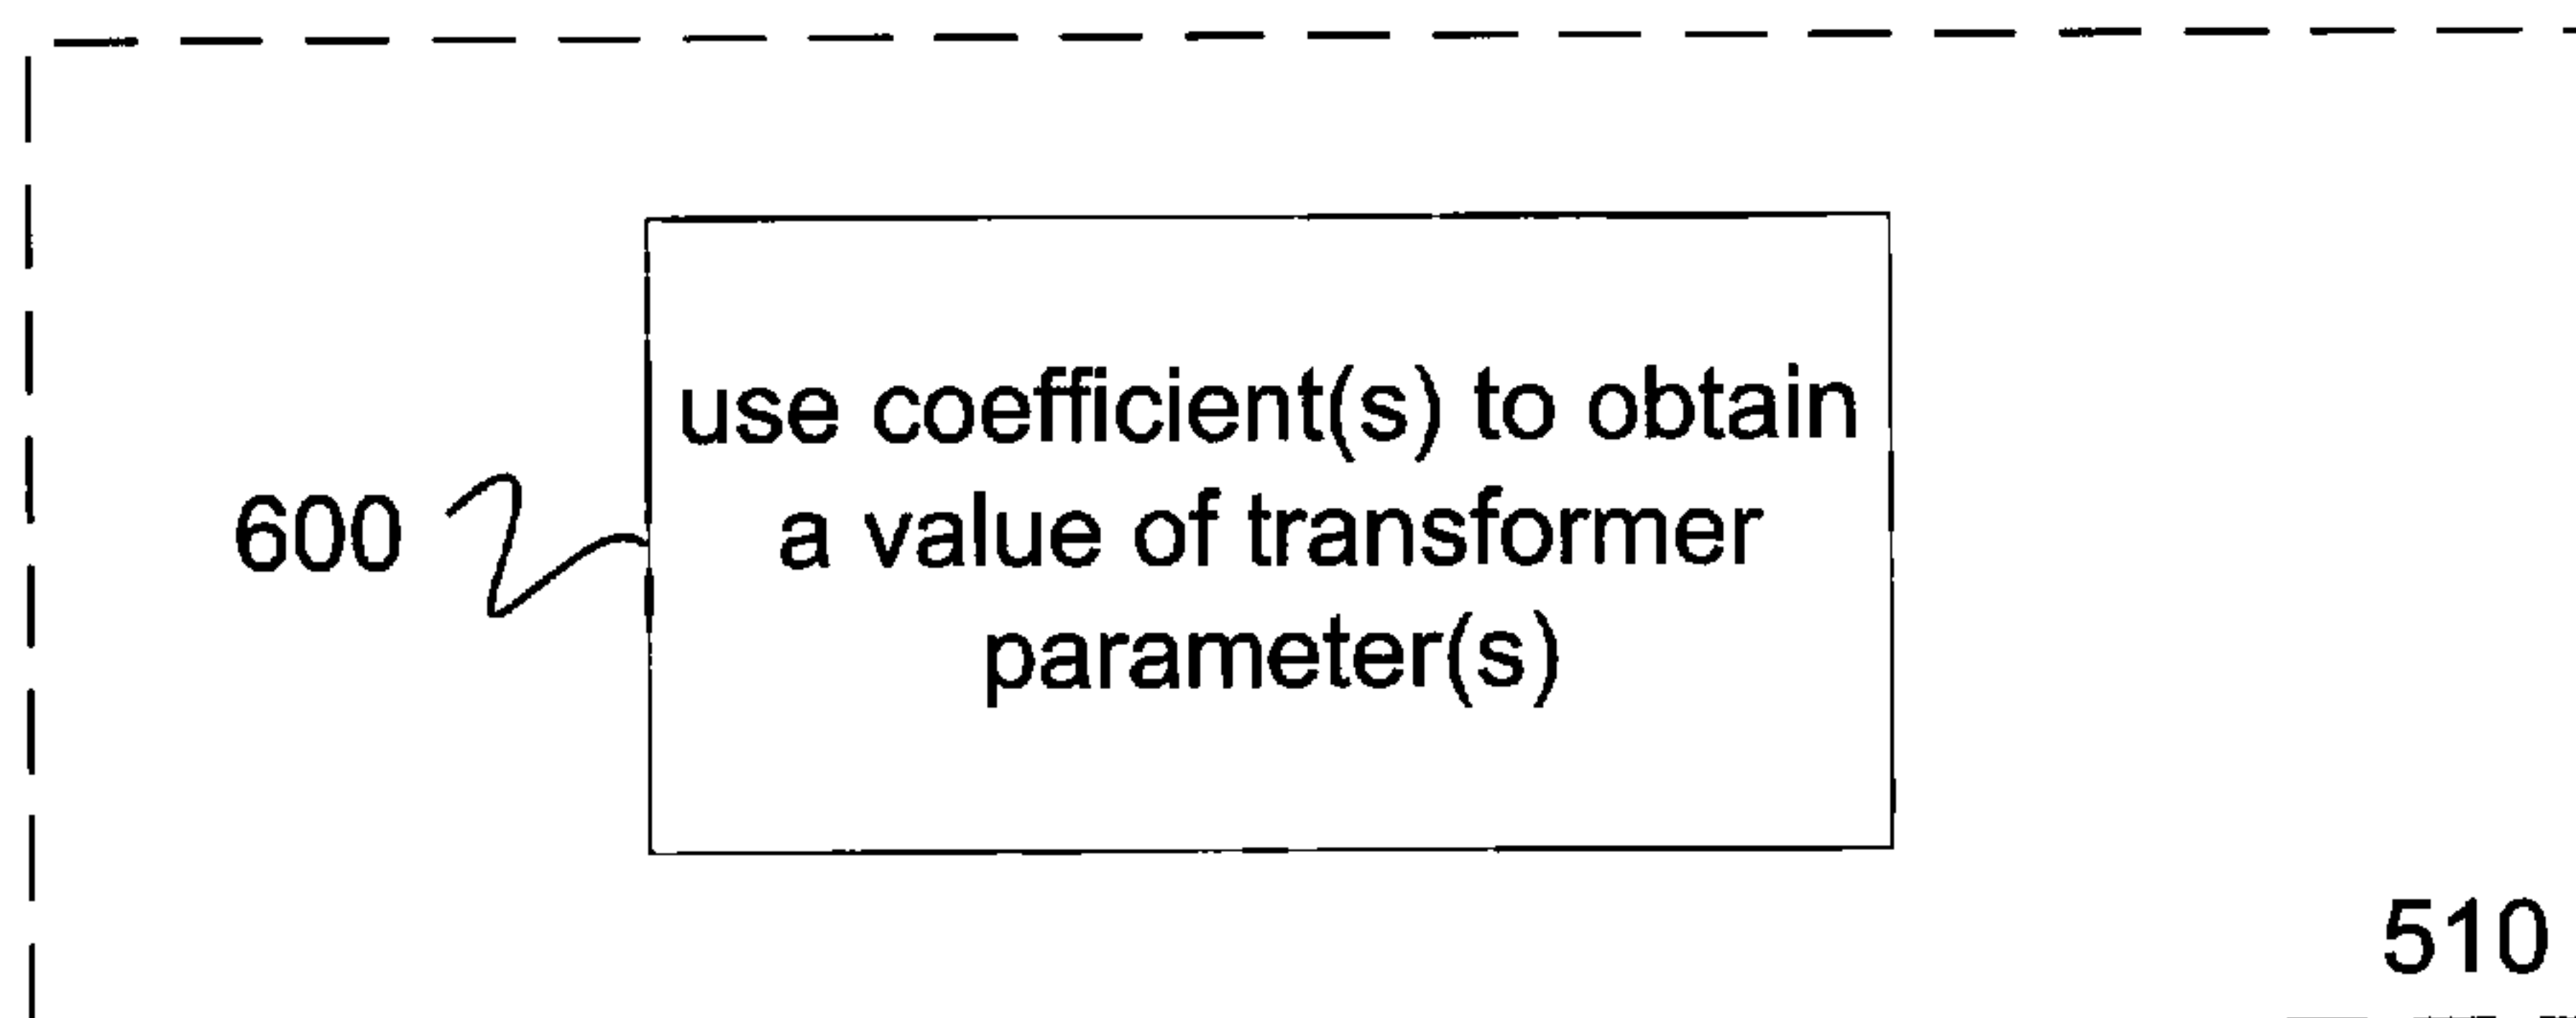 use coefficient(s) to obtain
a value of transformer
parameter(s)
600
510